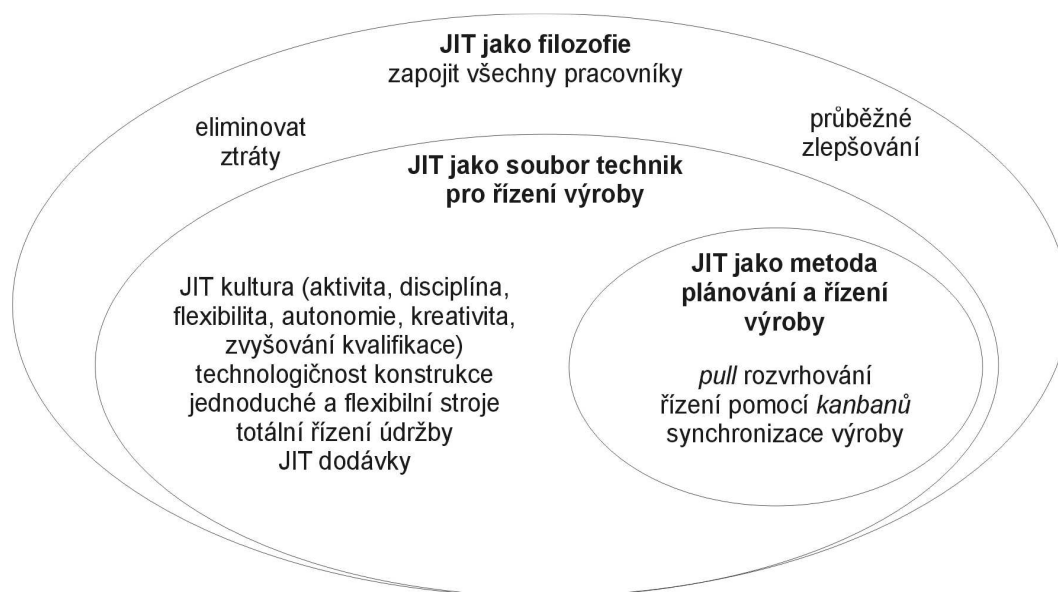 JIT jako filozofie
zapojit všechny pracovníky
eliminovat
ztráty
průběžné
zlepšování
JIT jako soubor technik
pro řízení výroby
JIT kultura (aktivita, disciplína,
flexibilita, autonomie, kreativita,
zvyšování kvalifikace)
technologičnost konstrukce
jednoduché a flexibilní stroje
totální řízení údržby
JIT dodávky
JIT jako metoda
plánování a řízení
výroby
pull rozvrhování
řízení pomocí kanbanů
synchronizace výroby